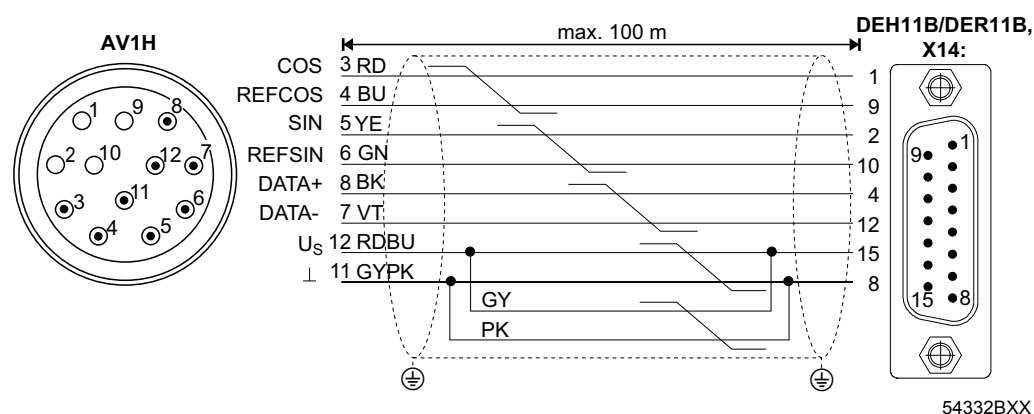 AV1H
max. 100 m
DEH11B/DER11B,
X14:
COS 3 RD 1
REFCOS 4 BU 9
SIN 5 YE 2
REFSIN 6 GN 10
DATA+ 8 BK 4
DATA- 7 VT 12
US 12 RDBU 15
⊥ 11 GYPK 8
GY
PK
1 9 8
2 10 12 7
11
3 6
4 5
9 1
15 8
54332BXX